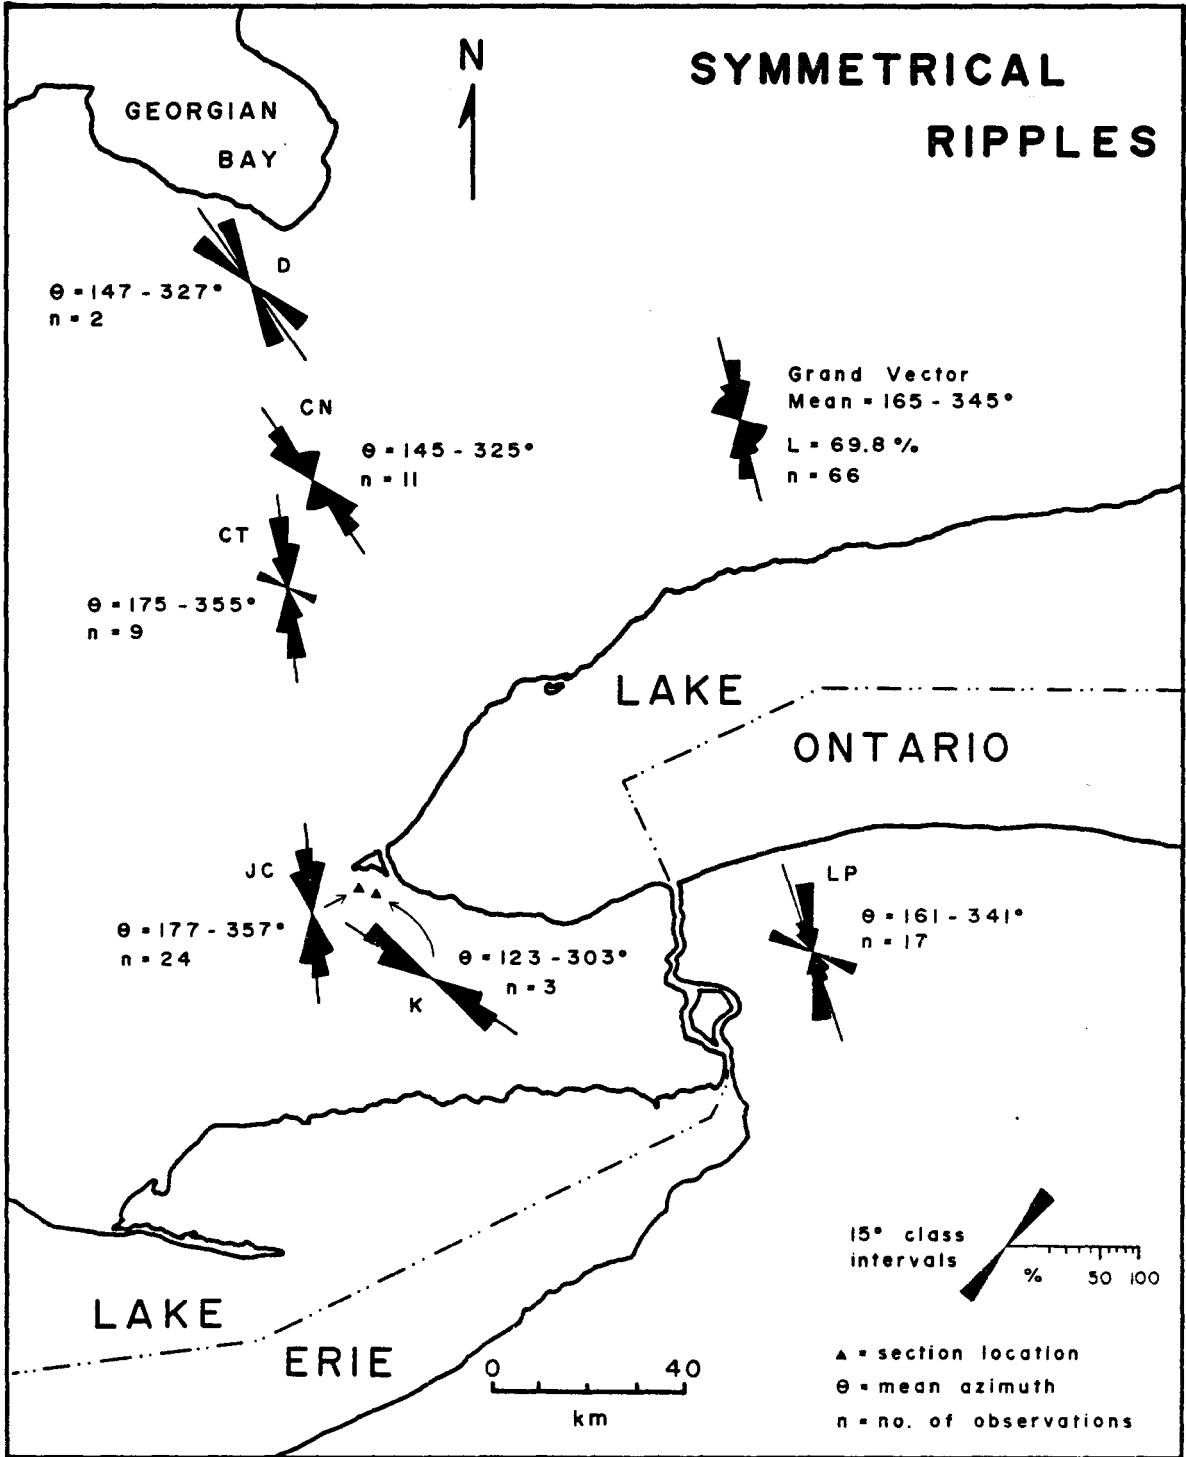 SYMMETRICAL
RIPPLES
N
GEORGIAN
BAY
D
θ = 147 - 327°
n = 2
CN
θ = 145 - 325°
n = 11
Grand Vector
Mean = 165 - 345°
L = 69.8 %
n = 66
CT
θ = 175 - 355°
n = 9
LAKE
ONTARIO
JC
θ = 177 - 357°
n = 24
K
θ = 123 - 303°
n = 3
LP
θ = 161 - 341°
n = 17
15° class
intervals
% 50 100
LAKE
ERIE
0 40
km
▲ = section location
θ = mean azimuth
n = no. of observations